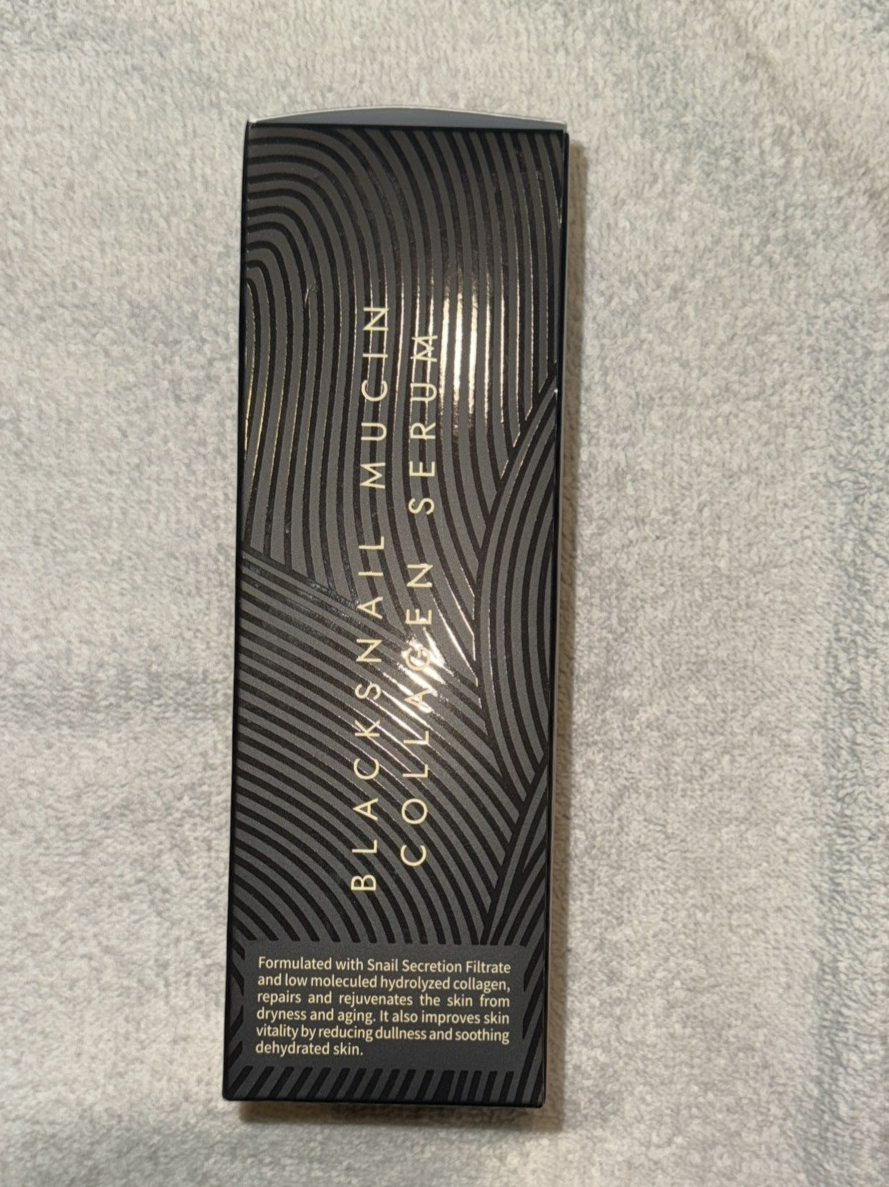 BLACKSNAIL MUCIN
COLLAGEN SERUM
Formulated with Snail Secretion Filtrate
and low moleculed hydrolyzed collagen,
repairs and rejuvenates the skin from
dryness and aging. It also improves skin
vitality by reducing dullness and soothing
dehydrated skin.